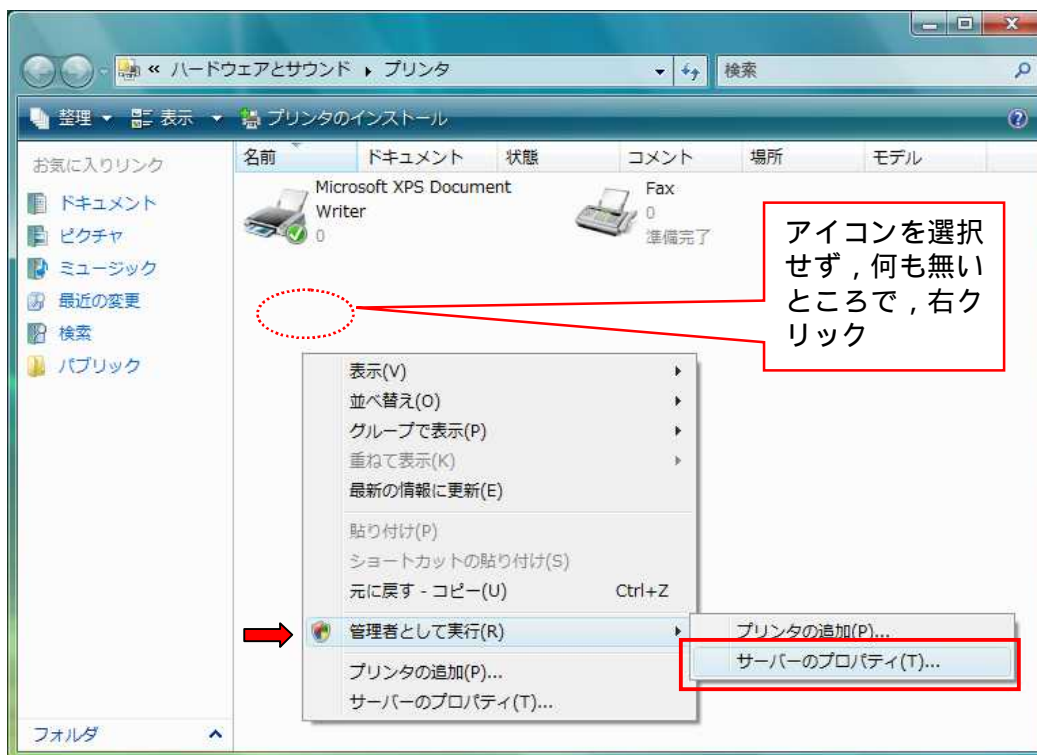 « ハードウェアとサウンド ▸ プリンタ
検索
整理 表示 プリンタのインストール
お気に入りリンク
ドキュメント
ピクチャ
ミュージック
最近の変更
検索
パブリック
フォルダ
名前 ドキュメント 状態 コメント 場所 モデル
Microsoft XPS Document
Writer
0
Fax
0
準備完了
アイコンを選択
せず，何も無い
ところで，右ク
リック
表示(V)
並べ替え(O)
グループで表示(P)
重ねて表示(K)
最新の情報に更新(E)
貼り付け(P)
ショートカットの貼り付け(S)
元に戻す - コピー(U) Ctrl+Z
管理者として実行(R)
プリンタの追加(P)...
サーバーのプロパティ(T)...
プリンタの追加(P)...
サーバーのプロパティ(T)...